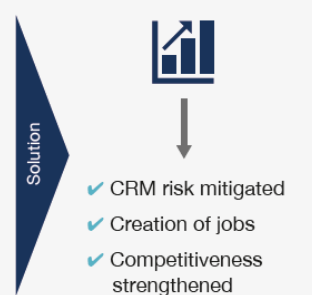 Solution
✔ CRM risk mitigated
✔ Creation of jobs
✔ Competitiveness
strengthened